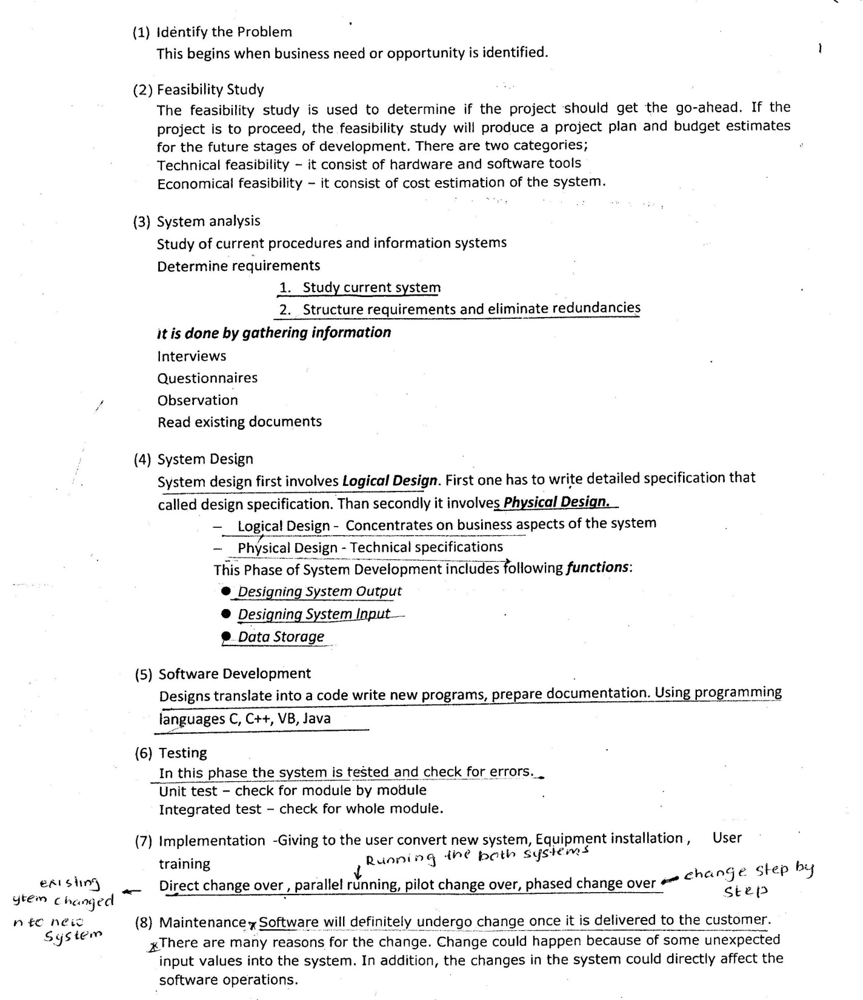 (1) Identify the Problem
This begins when business need or opportunity is identified.
(2) Feasibility Study
The feasibility study is used to determine if the project should get the go-ahead. If the
project is to proceed, the feasibility study will produce a project plan and budget estimates
for the future stages of development. There are two categories;
Technical feasibility – it consist of hardware and software tools
Economical feasibility – it consist of cost estimation of the system.
(3) System analysis
Study of current procedures and information systems
Determine requirements
1. Study current system
2. Structure requirements and eliminate redundancies
it is done by gathering information
Interviews
Questionnaires
Observation
Read existing documents
(4) System Design
System design first involves Logical Design. First one has to write detailed specification that
called design specification. Than secondly it involves Physical Design.
– Logical Design - Concentrates on business aspects of the system
– Physical Design - Technical specifications
This Phase of System Development includes following functions:
● Designing System Output
● Designing System Input
● Data Storage
(5) Software Development
Designs translate into a code write new programs, prepare documentation. Using programming
languages C, C++, VB, Java
(6) Testing
In this phase the system is tested and check for errors.
Unit test – check for module by module
Integrated test – check for whole module.
(7) Implementation -Giving to the user convert new system, Equipment installation , User
training
Running the both systems
Direct change over , parallel running, pilot change over, phased change over
change step by
step
existing
ytem changed
nto new
system
(8) Maintenance Software will definitely undergo change once it is delivered to the customer.
There are many reasons for the change. Change could happen because of some unexpected
input values into the system. In addition, the changes in the system could directly affect the
software operations.